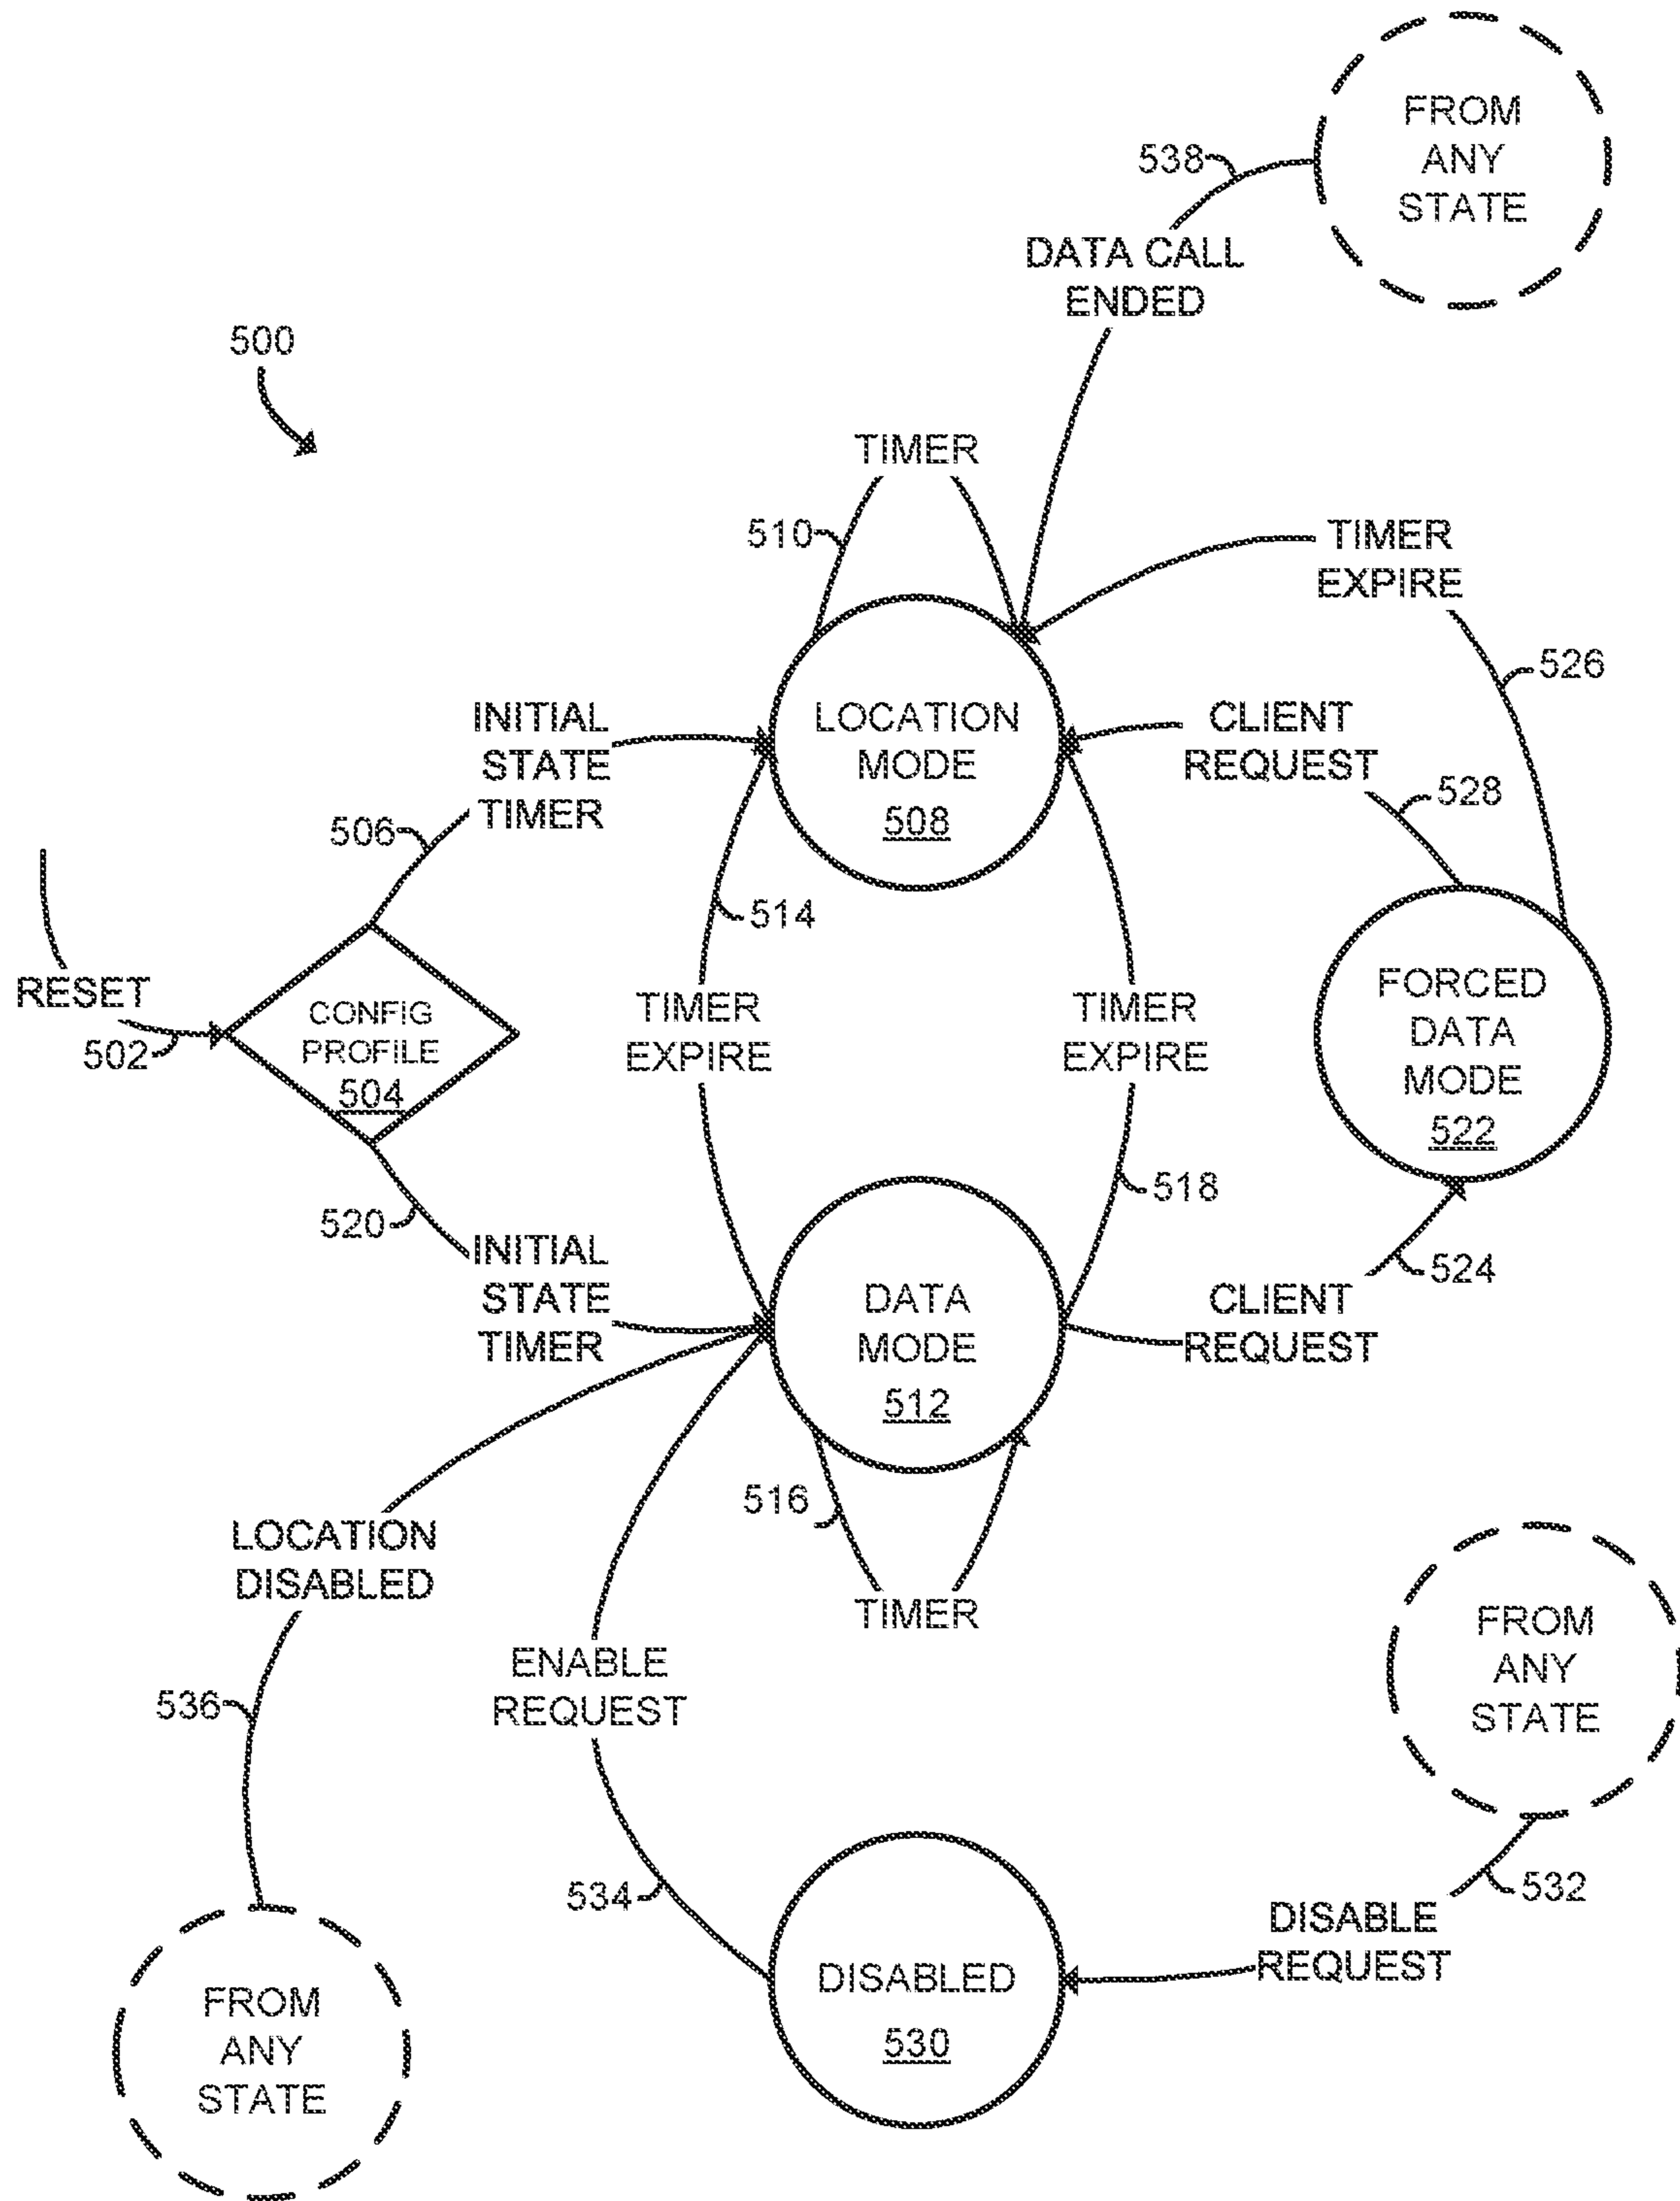 FROM
ANY
STATE
538
DATA CALL
ENDED
500
TIMER
510
TIMER
EXPIRE
526
INITIAL
STATE
TIMER
506
LOCATION
MODE
508
CLIENT
REQUEST
528
514
RESET
502
CONFIG
PROFILE
504
TIMER
EXPIRE
TIMER
EXPIRE
FORCED
DATA
MODE
522
518
520
INITIAL
STATE
TIMER
DATA
MODE
512
CLIENT
REQUEST
524
516
TIMER
LOCATION
DISABLED
536
ENABLE
REQUEST
FROM
ANY
STATE
534
532
DISABLE
REQUEST
DISABLED
530
FROM
ANY
STATE